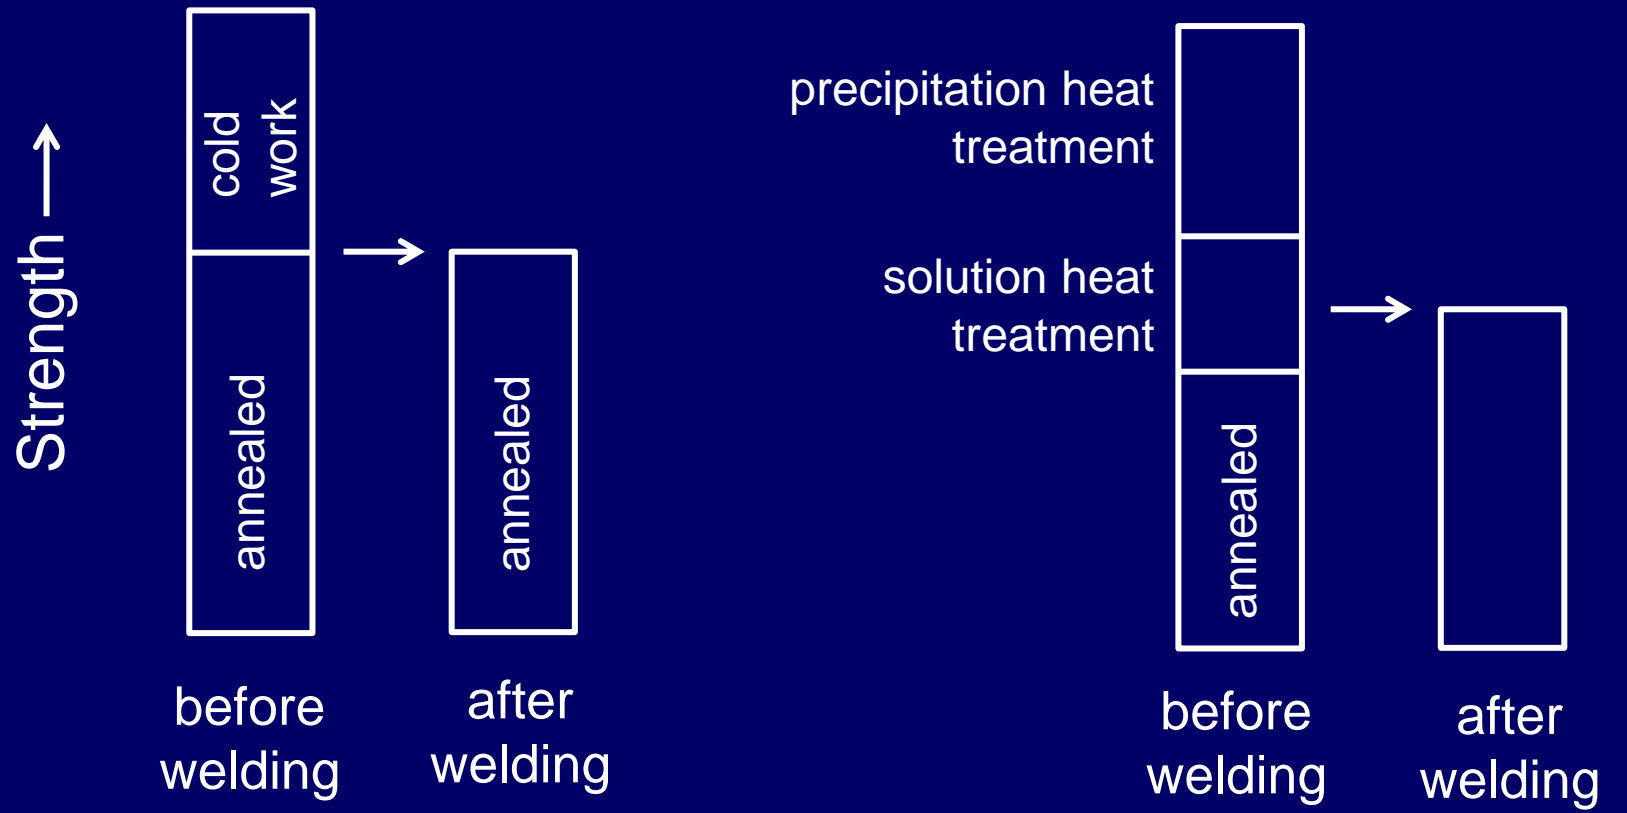 Strength
cold
work
annealed
before
welding
annealed
after
welding
precipitation heat
treatment
solution heat
treatment
annealed
before
welding
after
welding